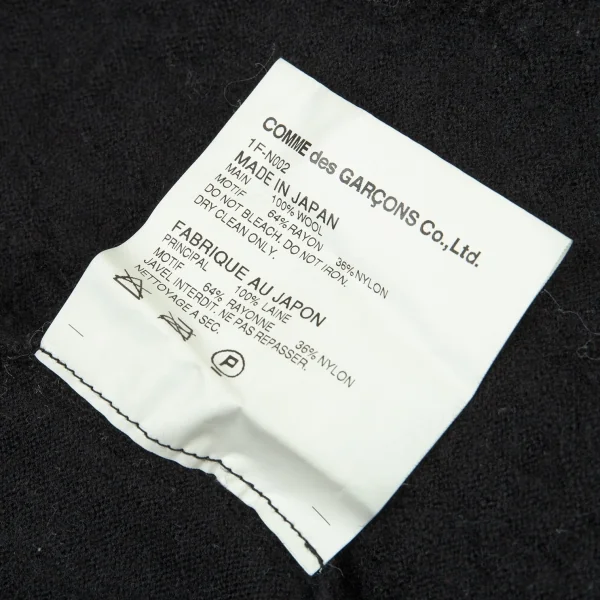 COMME des GARÇONS Co.,Ltd.
1F-N002
MADE IN JAPAN
MAIN 100% WOOL
MOTIF 64% RAYON 36% NYLON
DO NOT BLEACH. DO NOT IRON.
DRY CLEAN ONLY.
FABRIQUE AU JAPON
PRINCIPAL 100% LAINE
MOTIF 64% RAYONNE 36% NYLON
JAVEL INTERDIT. NE PAS REPASSER.
NETTOYAGE A SEC.
P